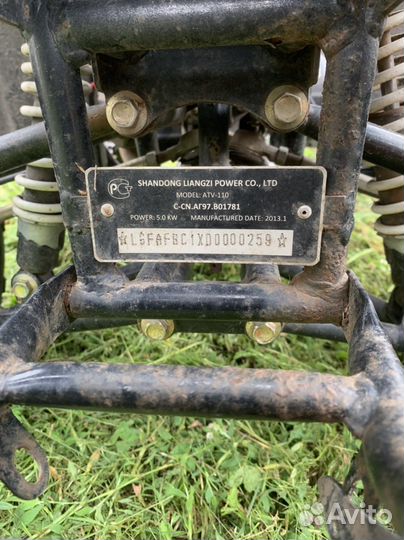 SHANDONG LIANGZI POWER CO., LTD
MODEL: ATV-110
C-CN.AF97.B01781
POWER: 5.0 KW MANUFACTURED DATE: 2013.1
☆LSFAFBC1XD0000259☆
Avito